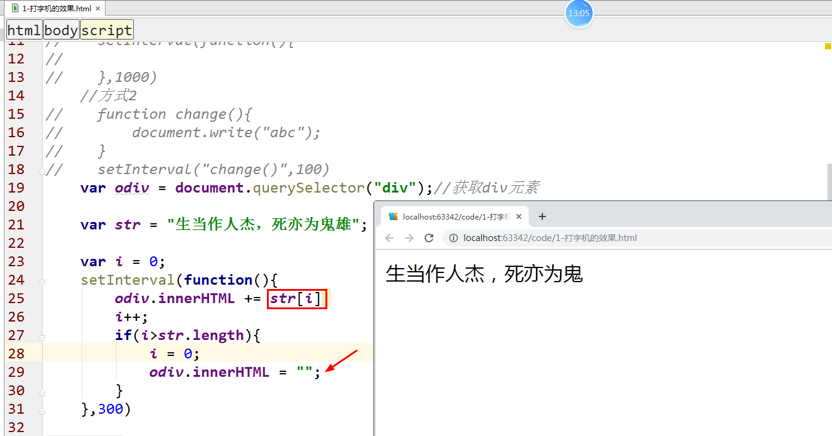 1-打字机的效果.html
13:05
html body script
11 // setInterval(function(){
12 //
13 // },1000)
14 //方式2
15 // function change(){
16 // document.write("abc");
17 // }
18 // setInterval("change()",100)
19 var odiv = document.querySelector("div");//获取div元素
20
21 var str = "生当作人杰，死亦为鬼雄";
22
23 var i = 0;
24 setInterval(function(){
25 odiv.innerHTML += str[i]
26 i++;
27 if(i>str.length){
28 i = 0;
29 odiv.innerHTML = "";
30 }
31 },300)
32
localhost:63342/code/1-打字机
localhost:63342/code/1-打字机的效果.html
生当作人杰，死亦为鬼